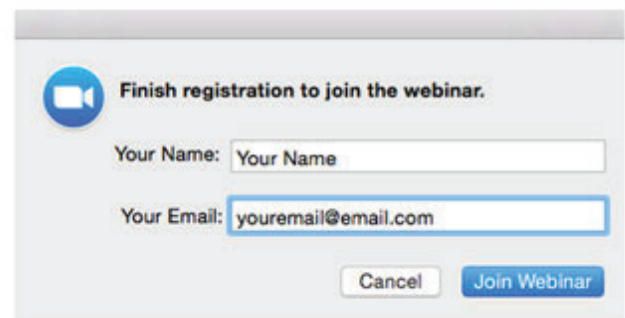 Finish registration to join the webinar.
Your Name: Your Name
Your Email: youremail@email.com
Cancel Join Webinar